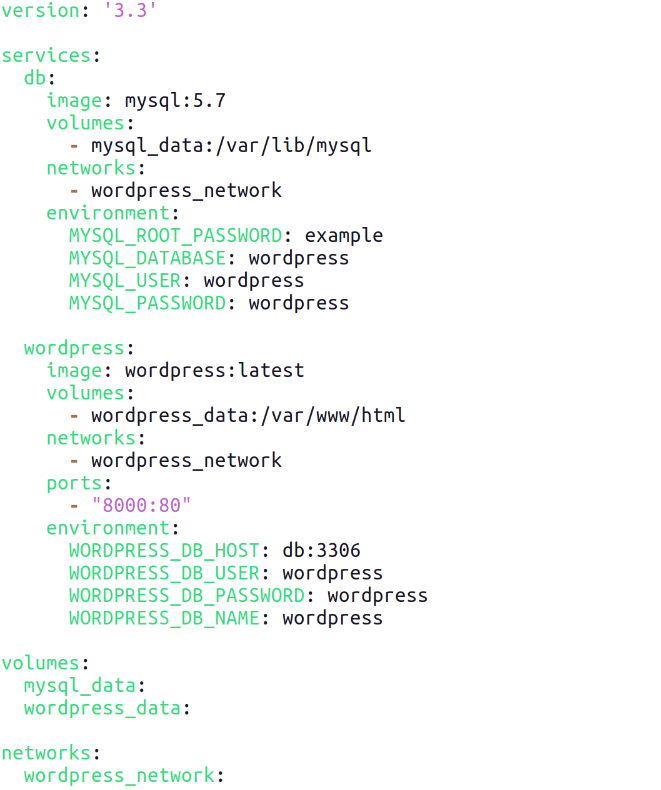 version: '3.3'

services:
  db:
    image: mysql:5.7
    volumes:
      - mysql_data:/var/lib/mysql
    networks:
      - wordpress_network
    environment:
      MYSQL_ROOT_PASSWORD: example
      MYSQL_DATABASE: wordpress
      MYSQL_USER: wordpress
      MYSQL_PASSWORD: wordpress

  wordpress:
    image: wordpress:latest
    volumes:
      - wordpress_data:/var/www/html
    networks:
      - wordpress_network
    ports:
      - "8000:80"
    environment:
      WORDPRESS_DB_HOST: db:3306
      WORDPRESS_DB_USER: wordpress
      WORDPRESS_DB_PASSWORD: wordpress
      WORDPRESS_DB_NAME: wordpress

volumes:
  mysql_data:
  wordpress_data:

networks:
  wordpress_network: